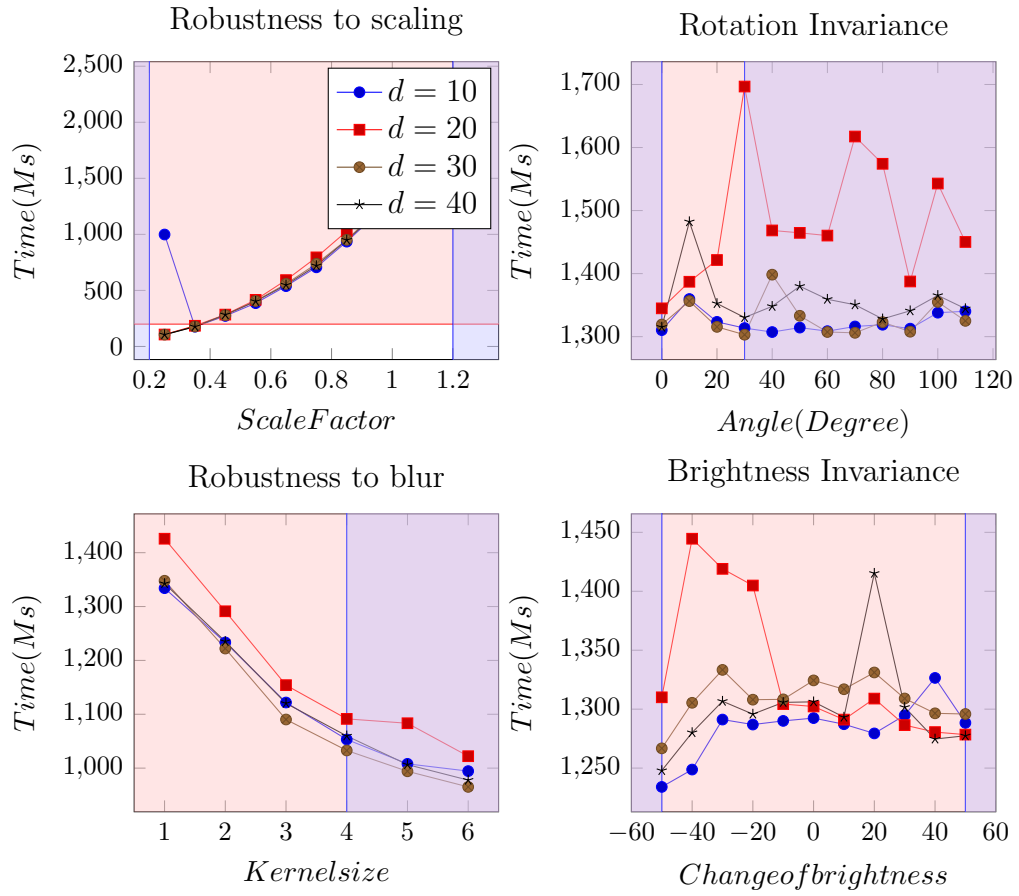 Robustness to scaling
2,500
2,000
1,500
1,000
500
0
Time(Ms)
0.2 0.4 0.6 0.8 1 1.2
ScaleFactor
d = 10
d = 20
d = 30
d = 40
Rotation Invariance
1,700
1,600
1,500
1,400
1,300
Time(Ms)
0 20 40 60 80 100 120
Angle(Degree)
Robustness to blur
1,400
1,300
1,200
1,100
1,000
Time(Ms)
1 2 3 4 5 6
Kernelsize
Brightness Invariance
1,450
1,400
1,350
1,300
1,250
Time(Ms)
−60 −40 −20 0 20 40 60
Changeofbrightness